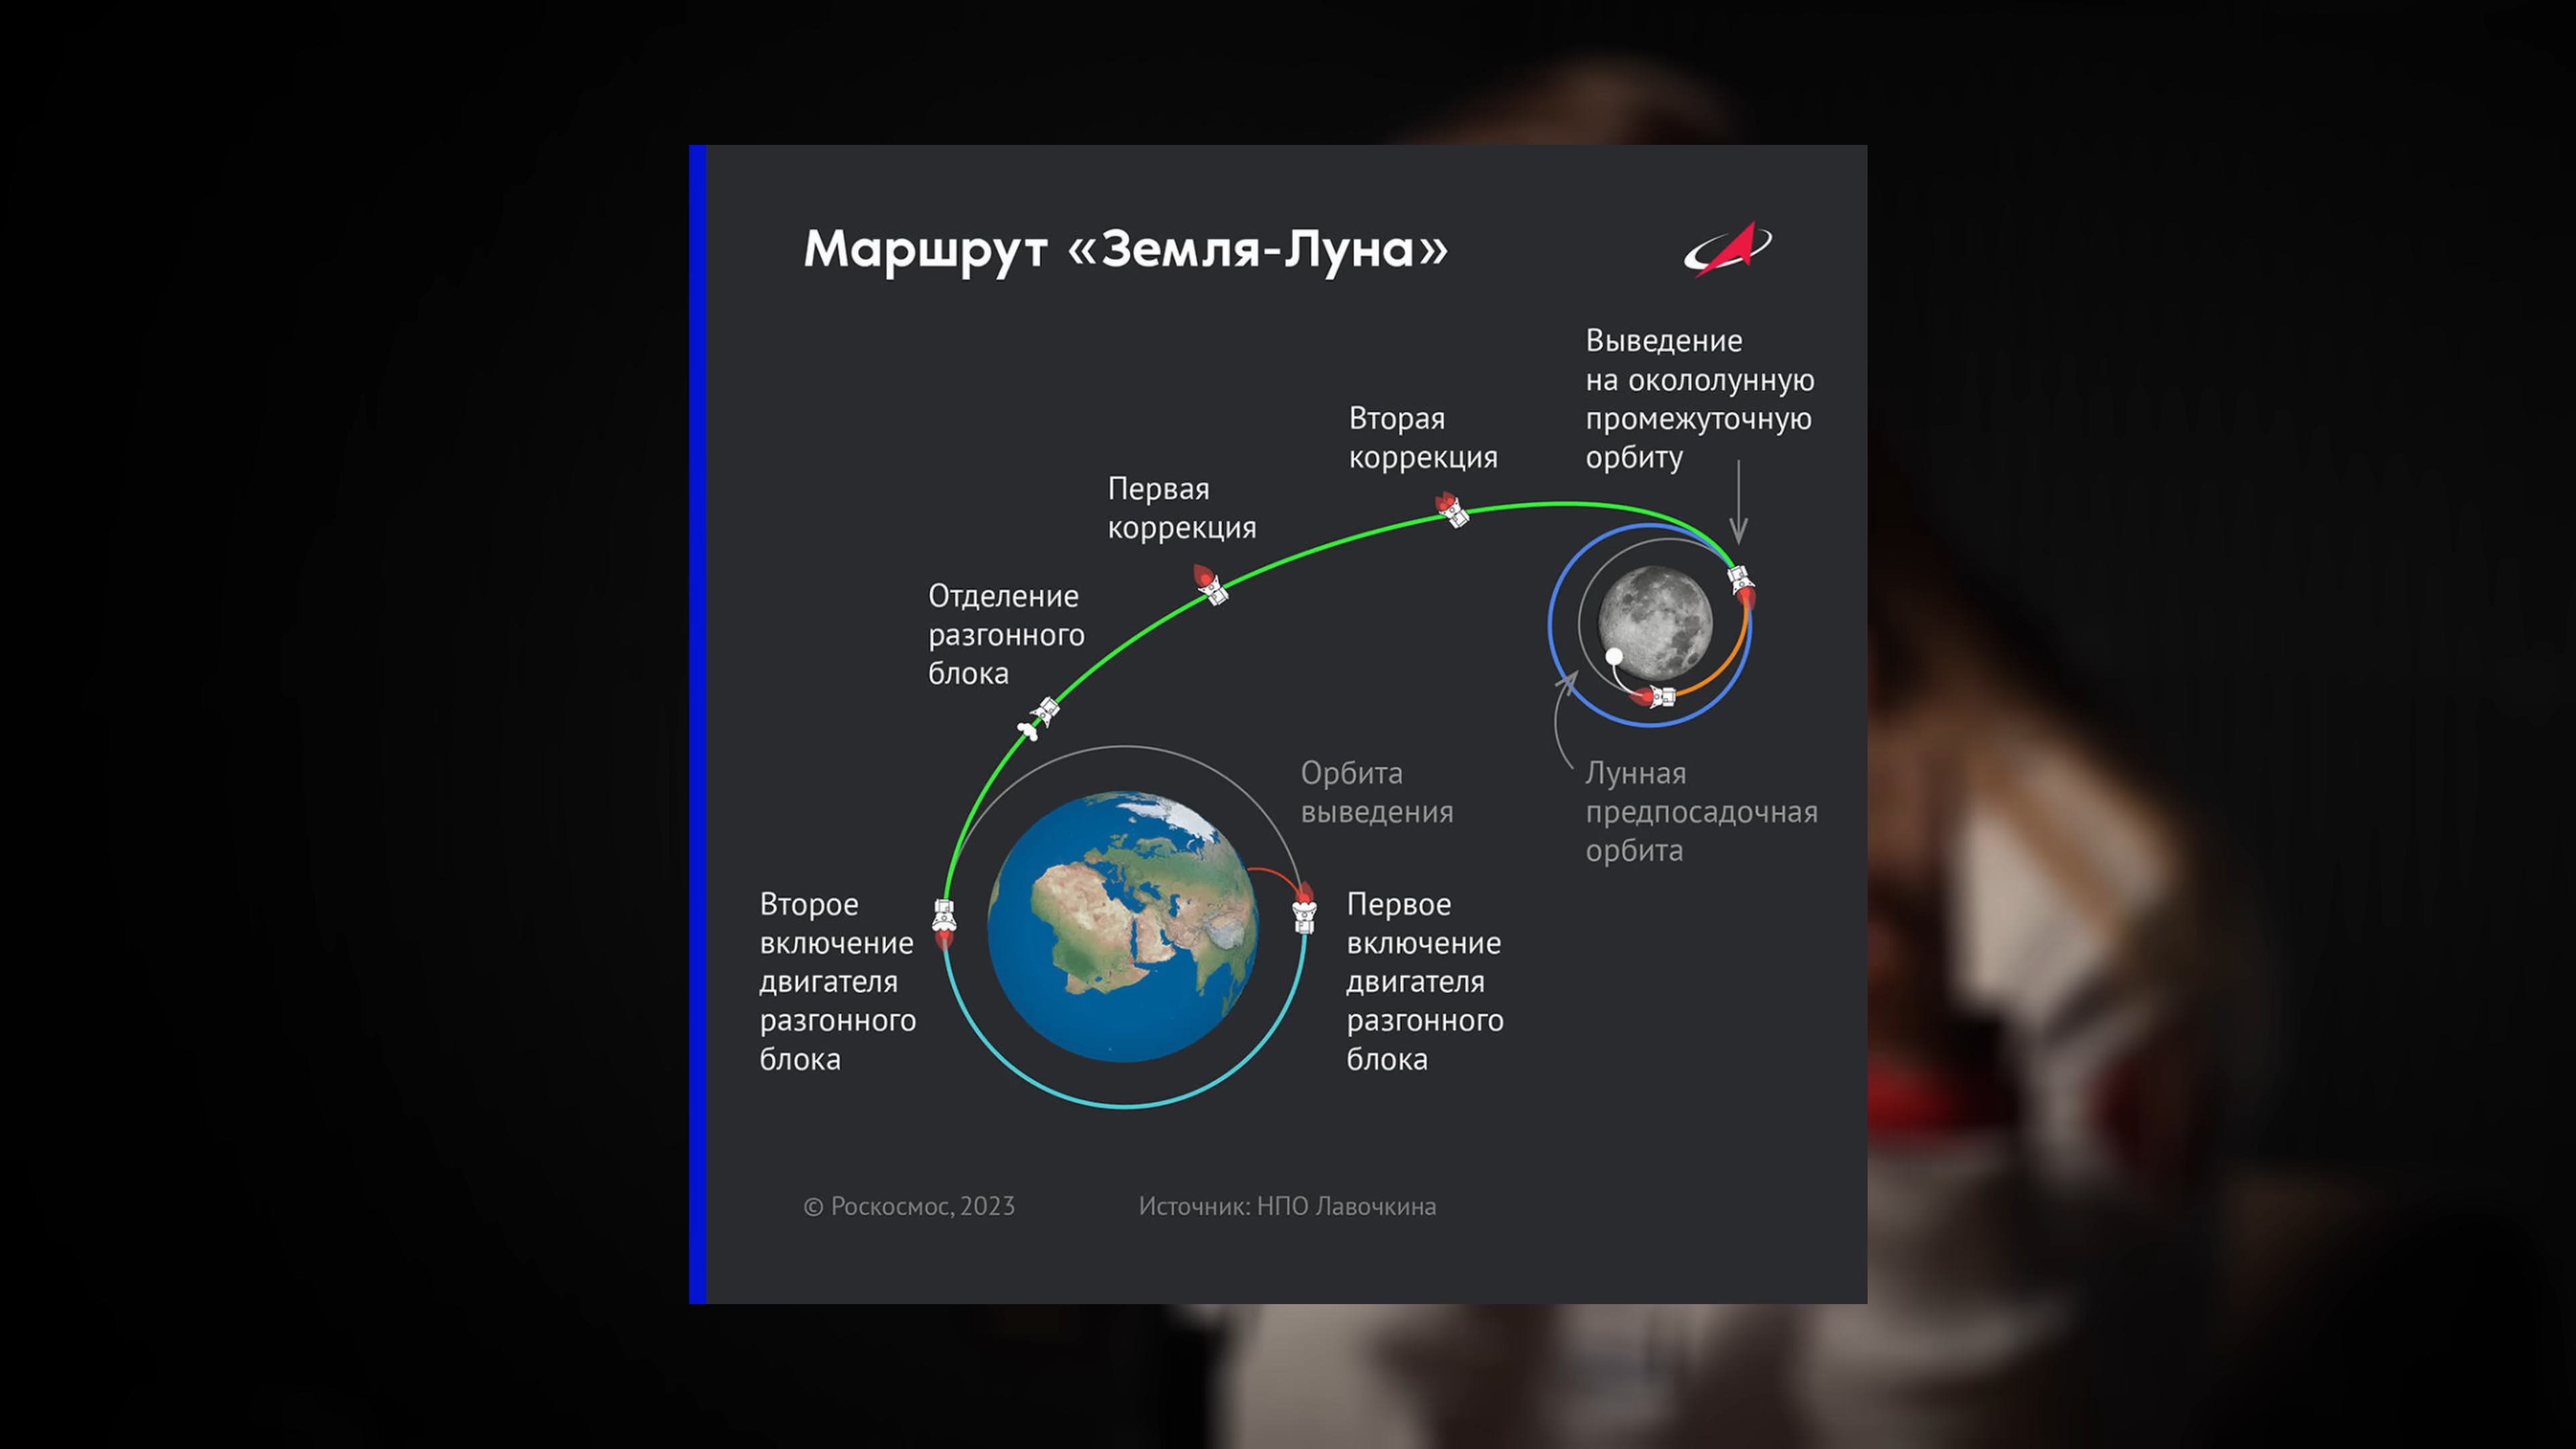 Маршрут «Земля-Луна»
Выведение
на окололунную
промежуточную
орбиту
Вторая
коррекция
Первая
коррекция
Отделение
разгонного
блока
Орбита
выведения
Лунная
предпосадочная
орбита
Второе
включение
двигателя
разгонного
блока
Первое
включение
двигателя
разгонного
блока
© Роскосмос, 2023
Источник: НПО Лавочкина